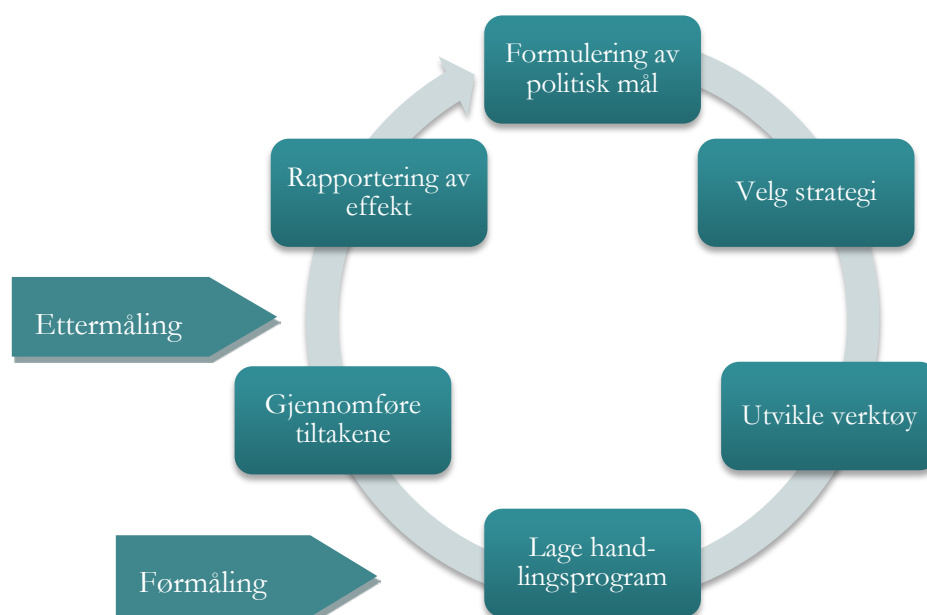 Formulering av
politisk mål
Velg strategi
Utvikle verktøy
Lage hand-
lingsprogram
Gjennomføre
tiltakene
Rapportering av
effekt
Ettermåling
Førmåling